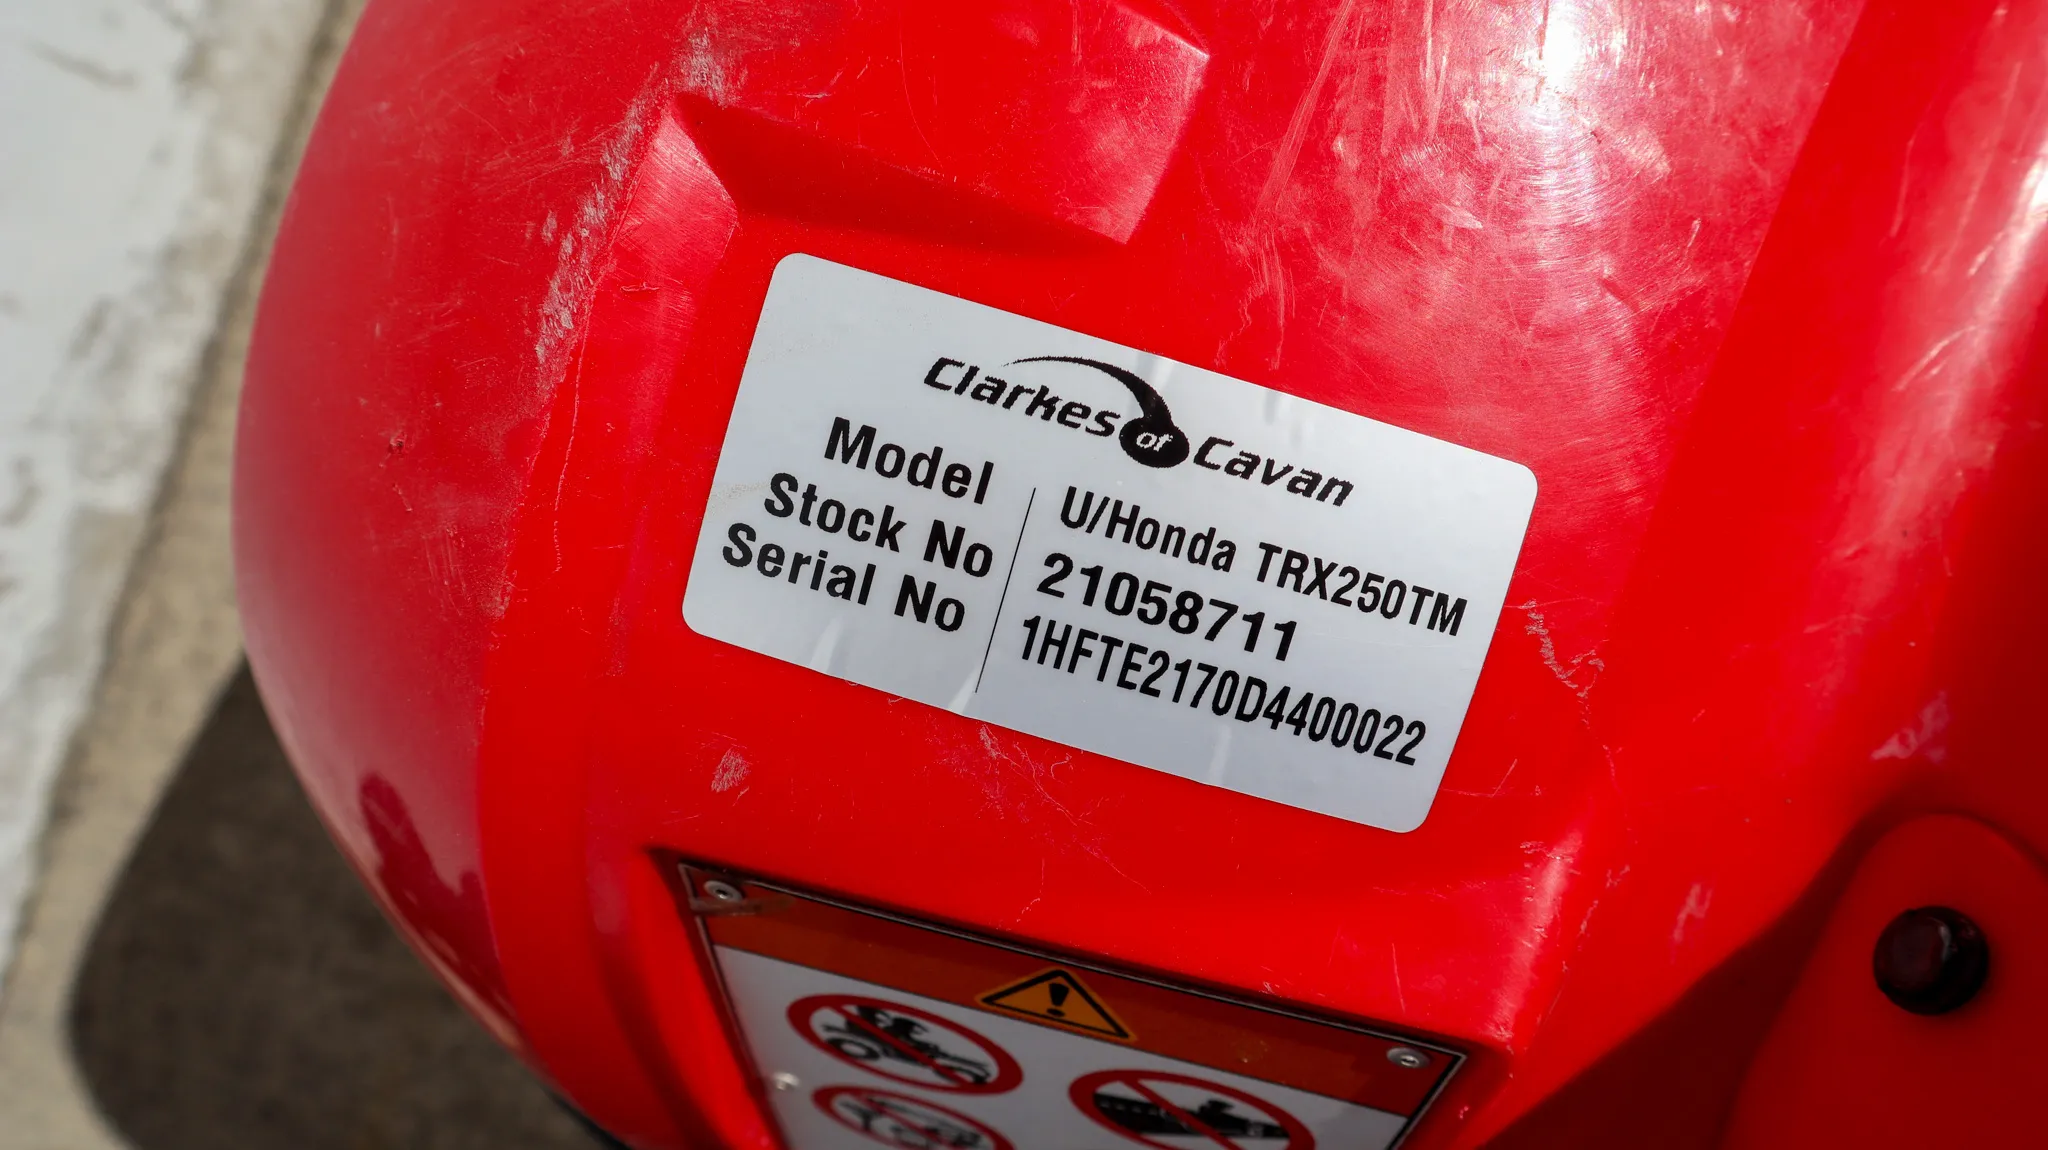 Clarkes of Cavan
Model U/Honda TRX250TM
Stock No 21058711
Serial No 1HFTE2170D4400022